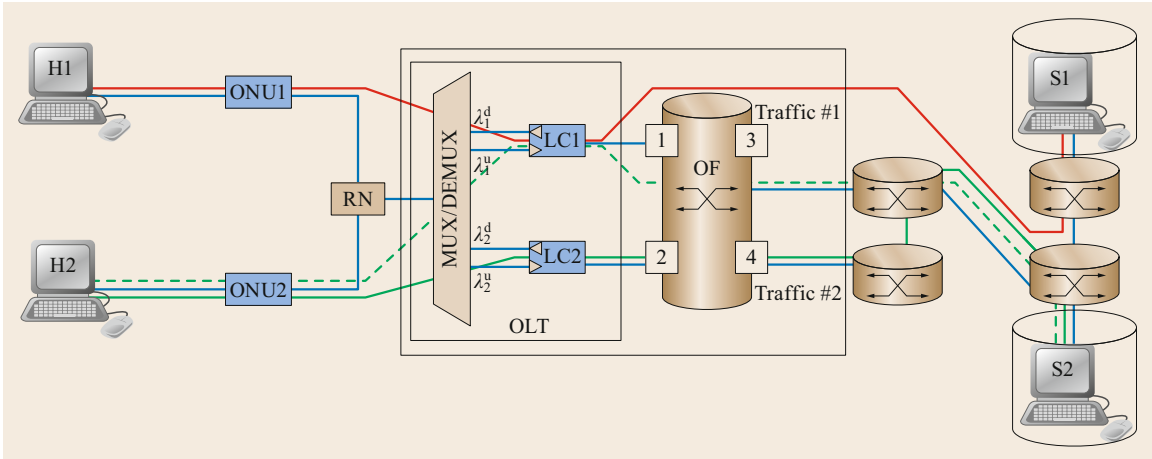 H1
ONU1
RN
H2
ONU2
MUX/DEMUX
λ₁ᵈ
λ₁ᵘ
λ₂ᵈ
λ₂ᵘ
LC1
LC2
OLT
1
2
OF
3
4
Traffic #1
Traffic #2
S1
S2